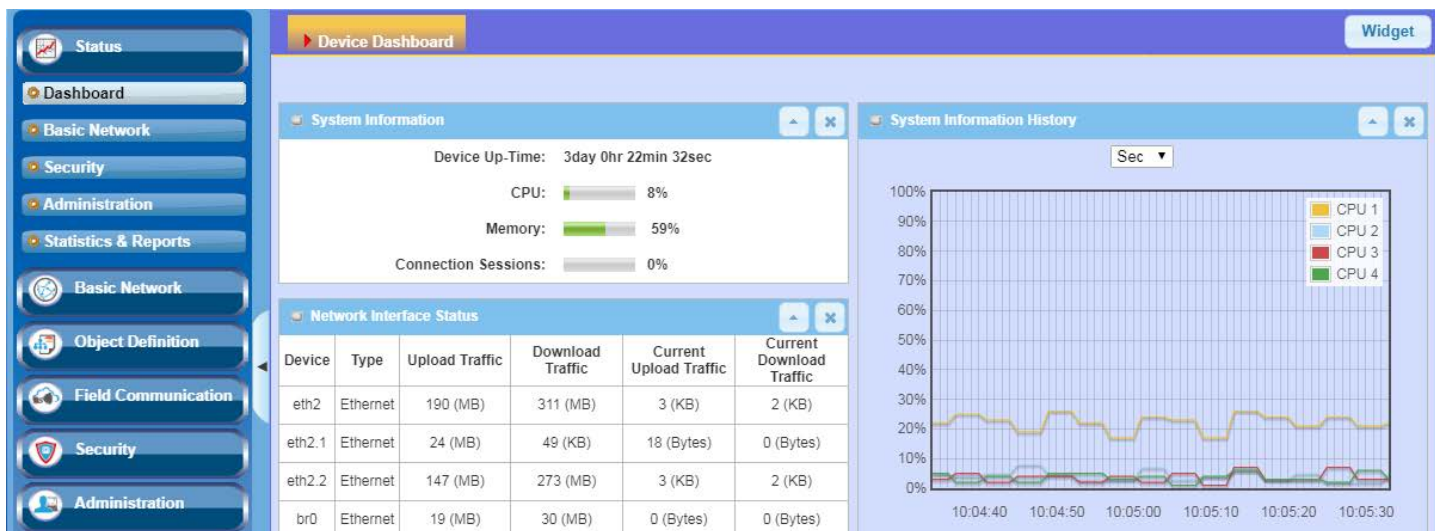 Status
Dashboard
Basic Network
Security
Administration
Statistics & Reports
Basic Network
Object Definition
Field Communication
Security
Administration
Device Dashboard
Widget
System Information
Device Up-Time: 3day 0hr 22min 32sec
CPU: 8%
Memory: 59%
Connection Sessions: 0%
Network Interface Status
Device Type Upload Traffic Download Traffic Current Upload Traffic Current Download Traffic
eth2 Ethernet 190 (MB) 311 (MB) 3 (KB) 2 (KB)
eth2.1 Ethernet 24 (MB) 49 (KB) 18 (Bytes) 0 (Bytes)
eth2.2 Ethernet 147 (MB) 273 (MB) 3 (KB) 2 (KB)
br0 Ethernet 19 (MB) 30 (MB) 0 (Bytes) 0 (Bytes)
System Information History
Sec
100%
90%
80%
70%
60%
50%
40%
30%
20%
10%
0%
CPU 1
CPU 2
CPU 3
CPU 4
10:04:40 10:04:50 10:05:00 10:05:10 10:05:20 10:05:30